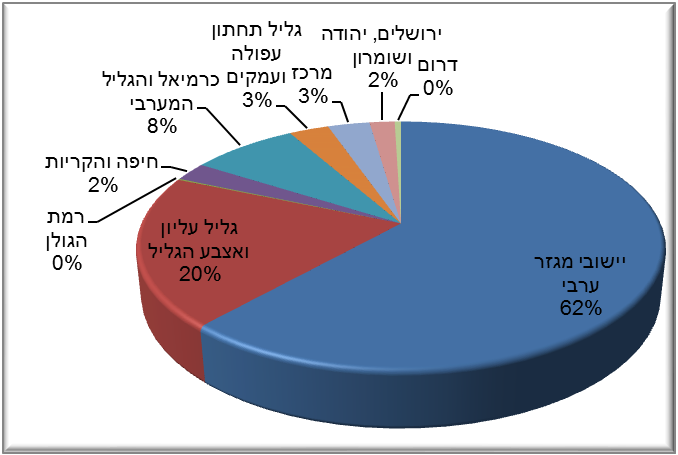 גליל תחתון
עפולה
ועמקים
3%
ירושלים, יהודה
ושומרון
2%
דרום
0%
מרכז
3%
כרמיאל והגליל
המערבי
8%
חיפה והקריות
2%
רמת
הגולן
0%
גליל עליון
ואצבע הגליל
20%
יישובי מגזר
ערבי
62%